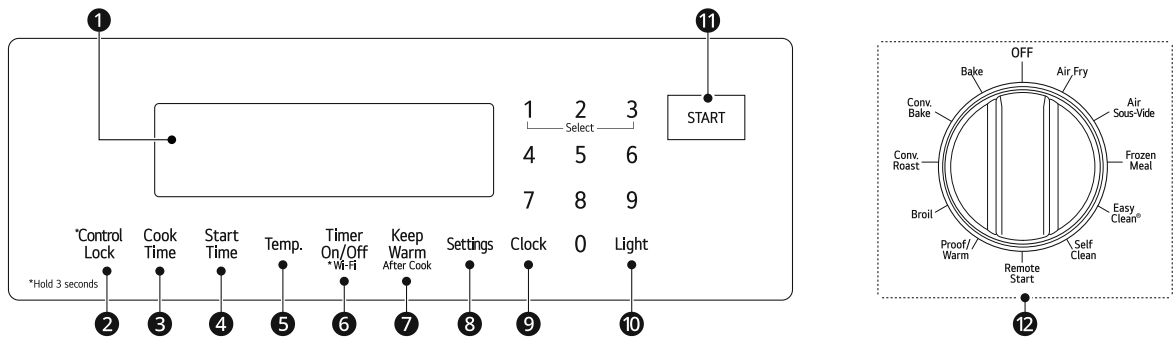 1
11
START
1 2 3
Select
4 5 6
7 8 9
0
*Control
Lock
Cook
Time
Start
Time
Temp.
Timer
On/Off
*Wi-Fi
Keep
Warm
After Cook
Settings
Clock
Light
*Hold 3 seconds
2
3
4
5
6
7
8
9
10
OFF
Air Fry
Air
Sous-Vide
Frozen
Meal
Easy
Clean®
Self
Clean
Remote
Start
Proof/
Warm
Broil
Conv.
Roast
Conv.
Bake
Bake
12